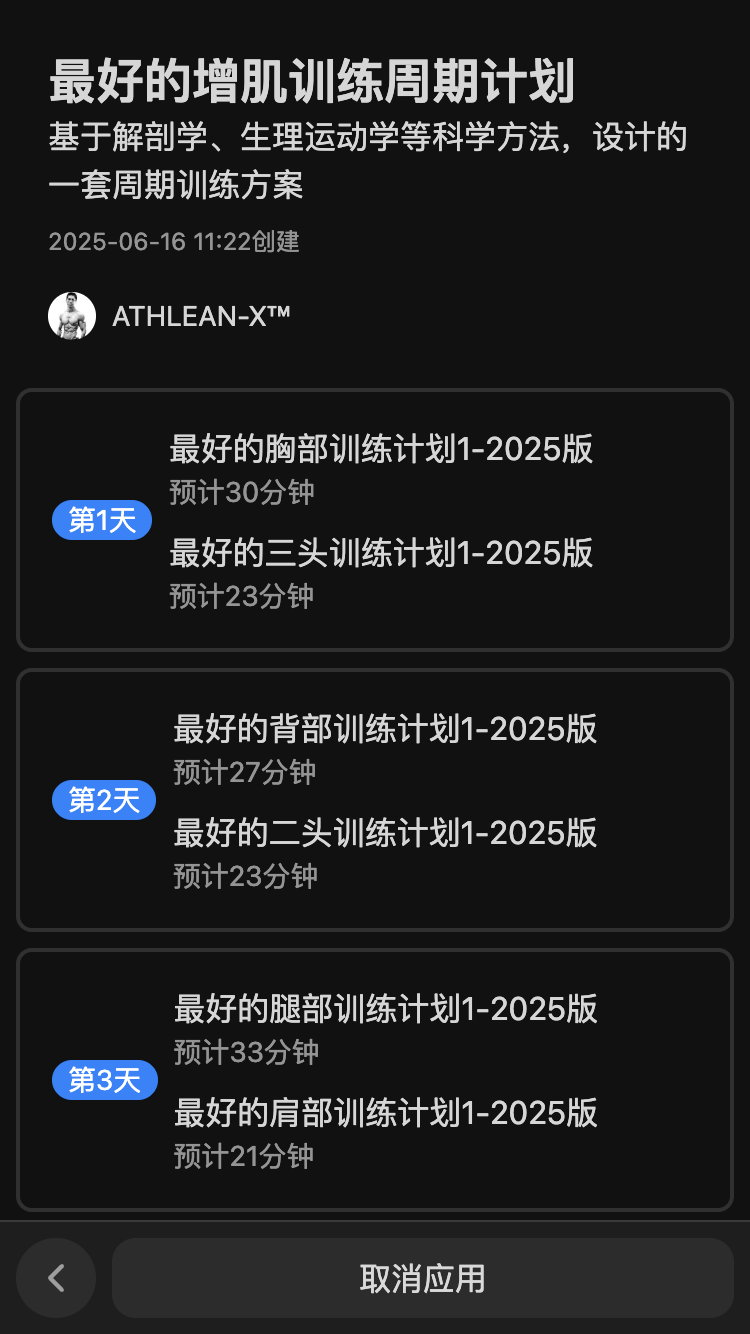 最好的增肌训练周期计划
基于解剖学、生理运动学等科学方法，设计的
一套周期训练方案
2025-06-16 11:22创建
ATHLEAN-X™
最好的胸部训练计划1-2025版
预计30分钟
第1天
最好的三头训练计划1-2025版
预计23分钟
最好的背部训练计划1-2025版
预计27分钟
第2天
最好的二头训练计划1-2025版
预计23分钟
最好的腿部训练计划1-2025版
预计33分钟
第3天
最好的肩部训练计划1-2025版
预计21分钟
取消应用